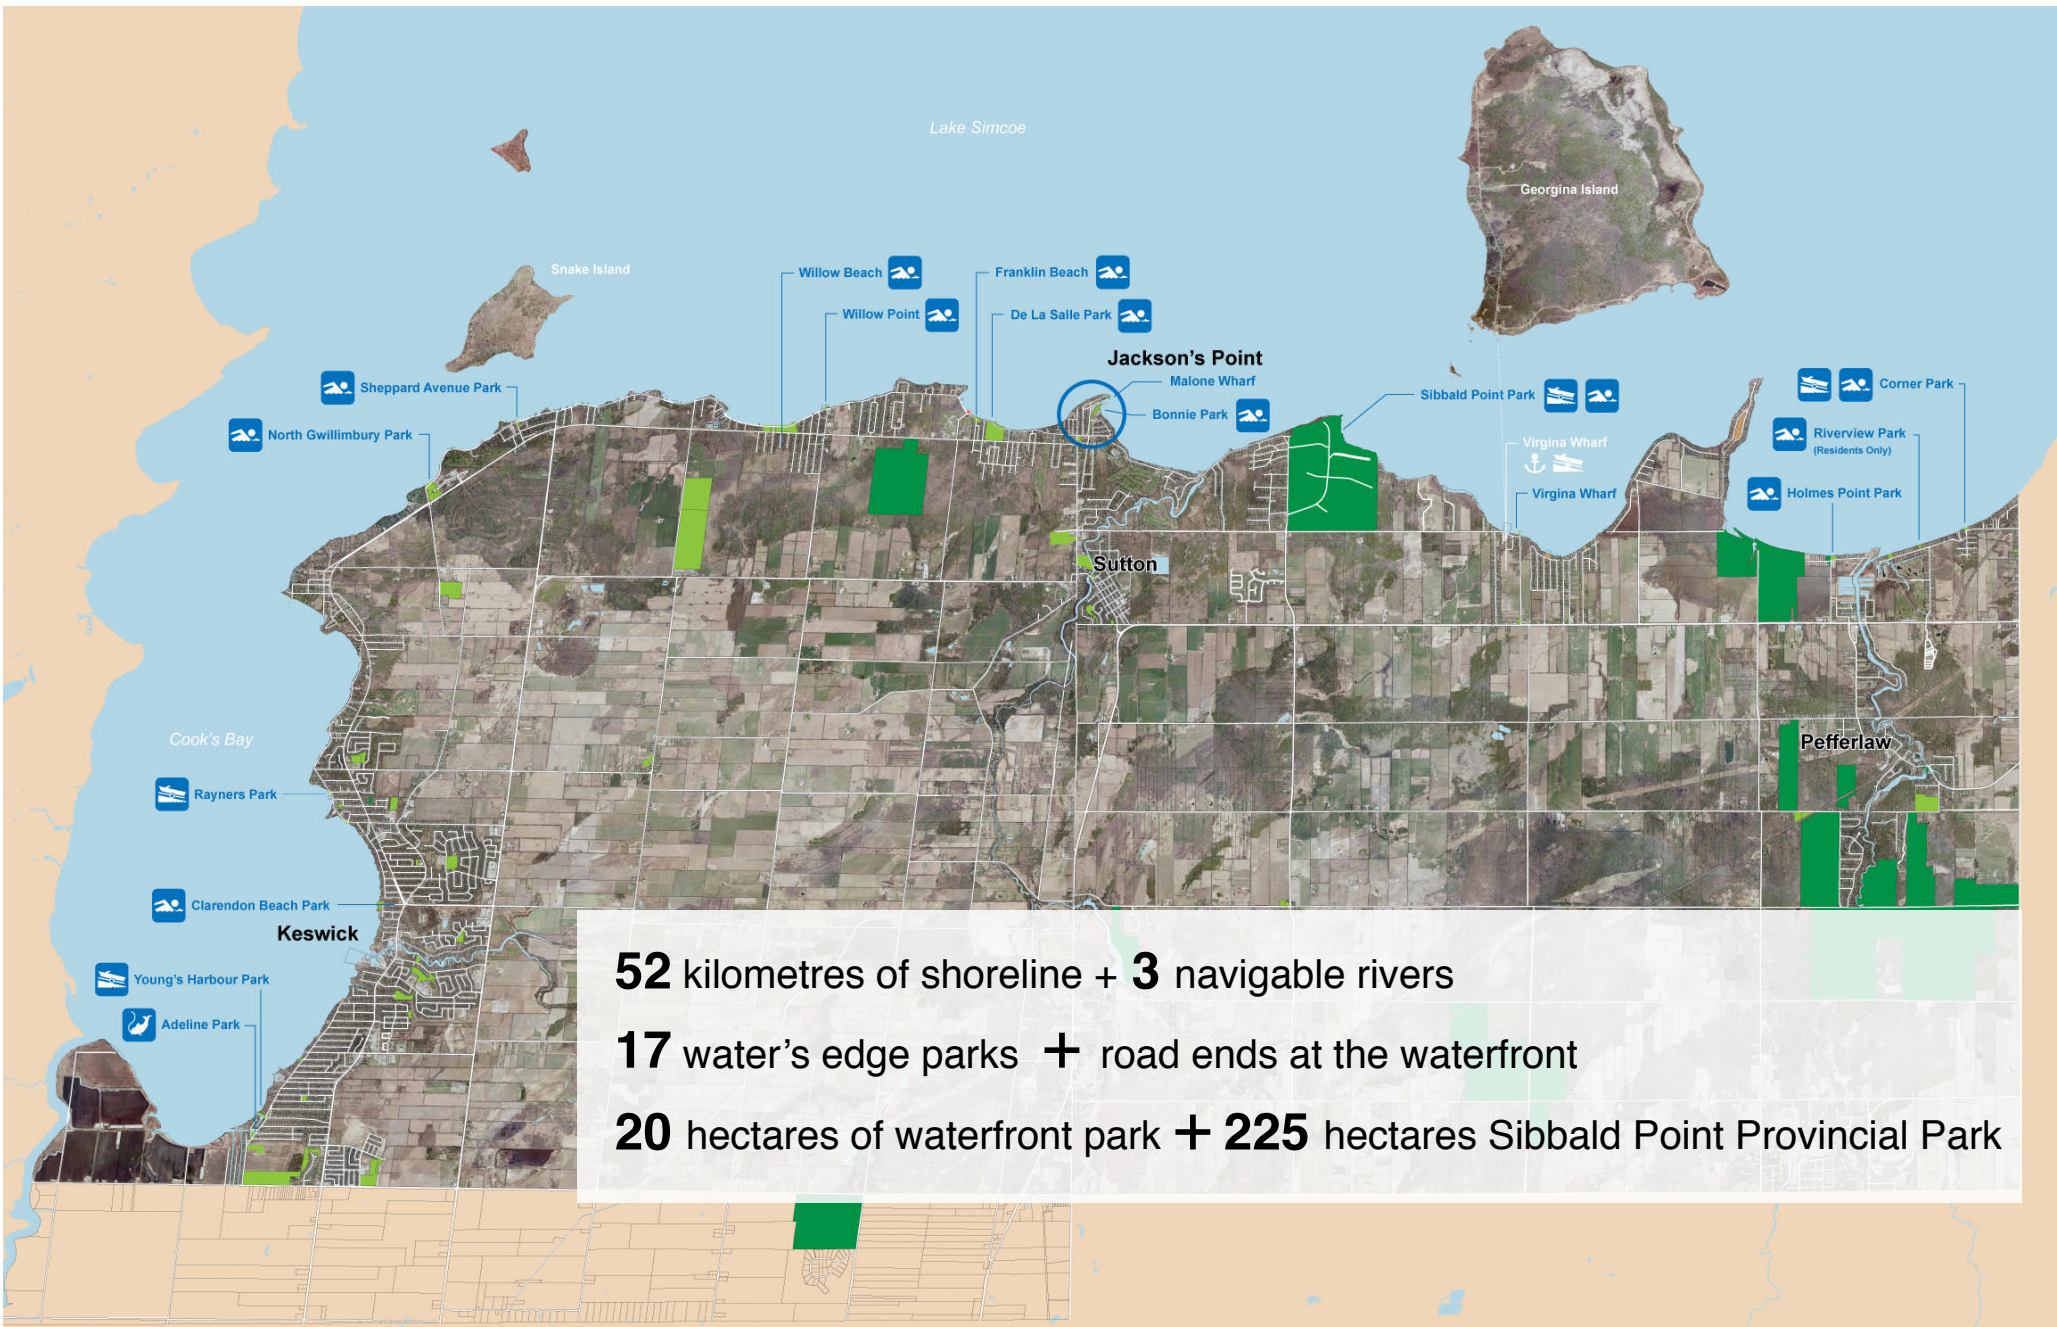 Lake Simcoe
Georgina Island
Snake Island
Willow Beach
Franklin Beach
Willow Point
De La Salle Park
Jackson's Point
Malone Wharf
Bonnie Park
Sheppard Avenue Park
North Gwillimbury Park
Sibbald Point Park
Corner Park
Virgina Wharf
Riverview Park
(Residents Only)
Virgina Wharf
Holmes Point Park
Sutton
Cook's Bay
Pefferlaw
Rayners Park
Clarendon Beach Park
Keswick
Young's Harbour Park
Adeline Park
52 kilometres of shoreline + 3 navigable rivers
17 water's edge parks + road ends at the waterfront
20 hectares of waterfront park + 225 hectares Sibbald Point Provincial Park